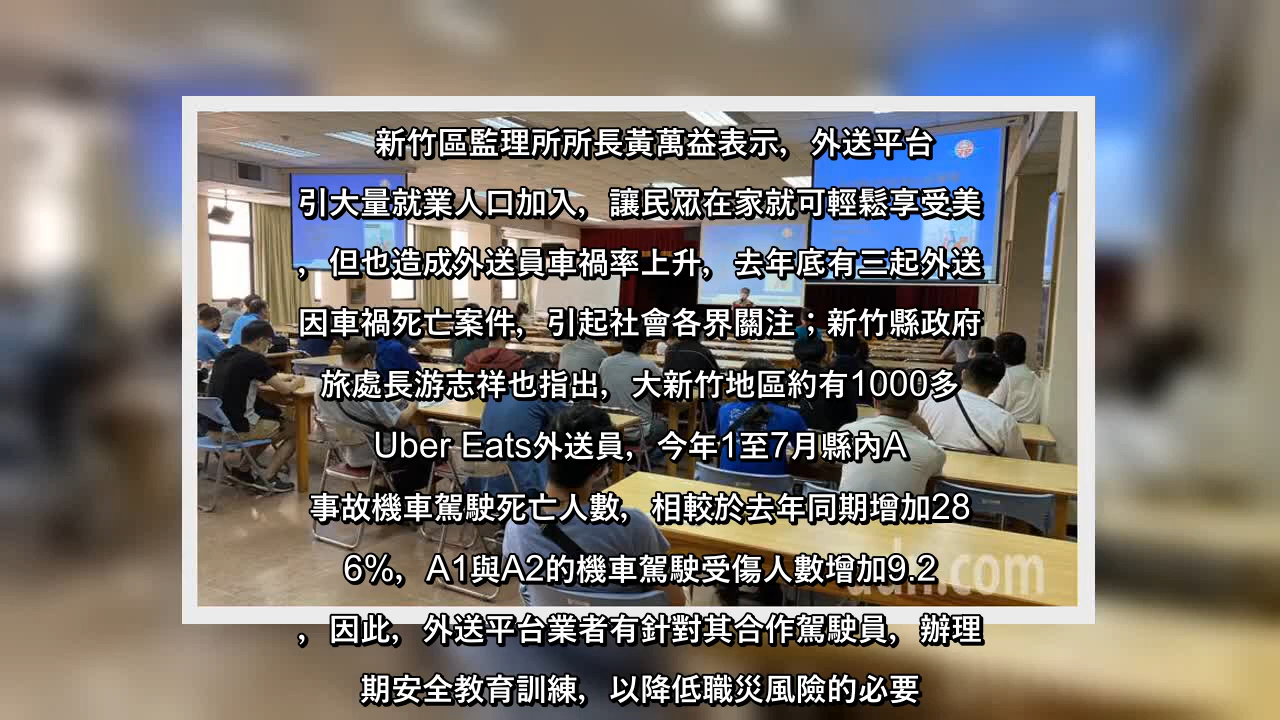 新竹區監理所所長黃萬益表示，外送平台
引大量就業人口加入，讓民眾在家就可輕鬆享受美
，但也造成外送員車禍率上升，去年底有三起外送
因車禍死亡案件，引起社會各界關注；新竹縣政府
旅處長游志祥也指出，大新竹地區約有1000多
Uber Eats外送員，今年1至7月縣內A
事故機車駕駛死亡人數，相較於去年同期增加28
6%，A1與A2的機車駕駛受傷人數增加9.2
，因此，外送平台業者有針對其合作駕駛員，辦理
期安全教育訓練，以降低職災風險的必要
udn.com